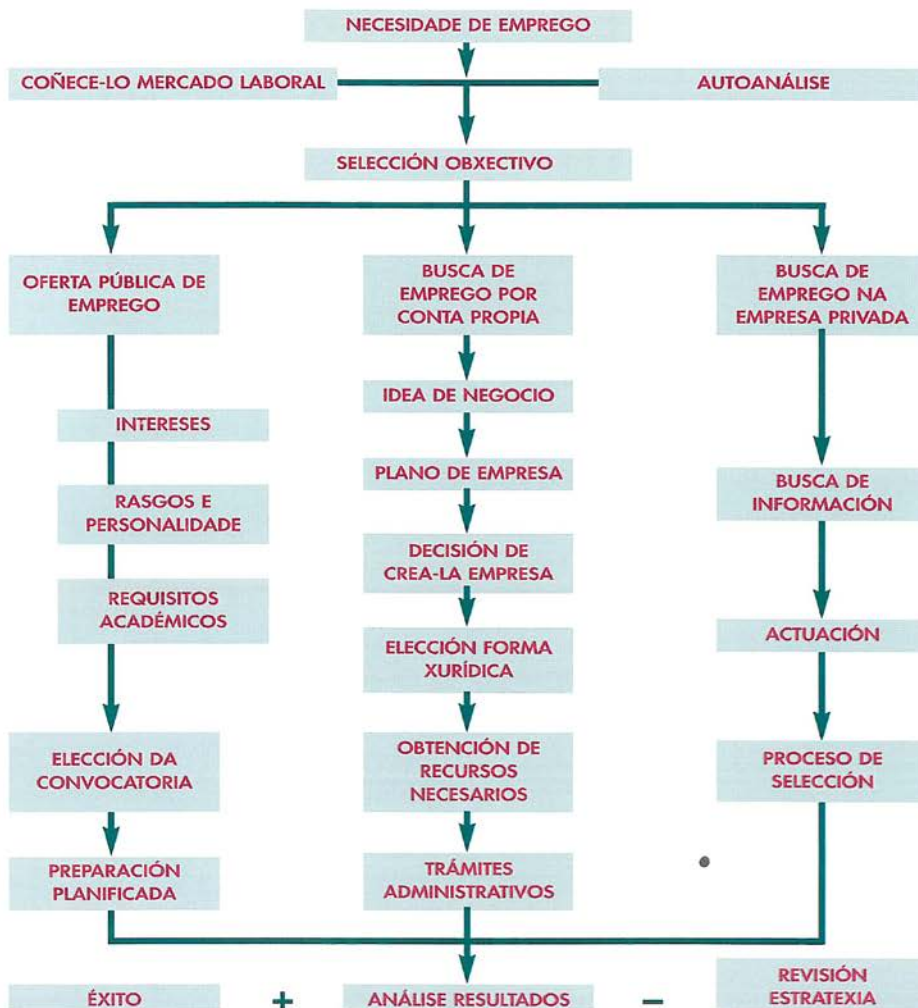 NECESIDADE DE EMPREGO
COÑECE-LO MERCADO LABORAL
AUTOANÁLISE
SELECCIÓN OBXECTIVO
OFERTA PÚBLICA DE
EMPREGO
INTERESES
RASGOS E
PERSONALIDADE
REQUISITOS
ACADÉMICOS
ELECCIÓN DA
CONVOCATORIA
PREPARACIÓN
PLANIFICADA
BUSCA DE
EMPREGO POR
CONTA PROPIA
IDEA DE NEGOCIO
PLANO DE EMPRESA
DECISIÓN DE
CREA-LA EMPRESA
ELECCIÓN FORMA
XURÍDICA
OBTENCIÓN DE
RECURSOS
NECESARIOS
TRÁMITES
ADMINISTRATIVOS
BUSCA DE
EMPREGO NA
EMPRESA PRIVADA
BUSCA DE
INFORMACIÓN
ACTUACIÓN
PROCESO DE
SELECCIÓN
ÉXITO
+
ANÁLISE RESULTADOS
−
REVISIÓN
ESTRATEXIA